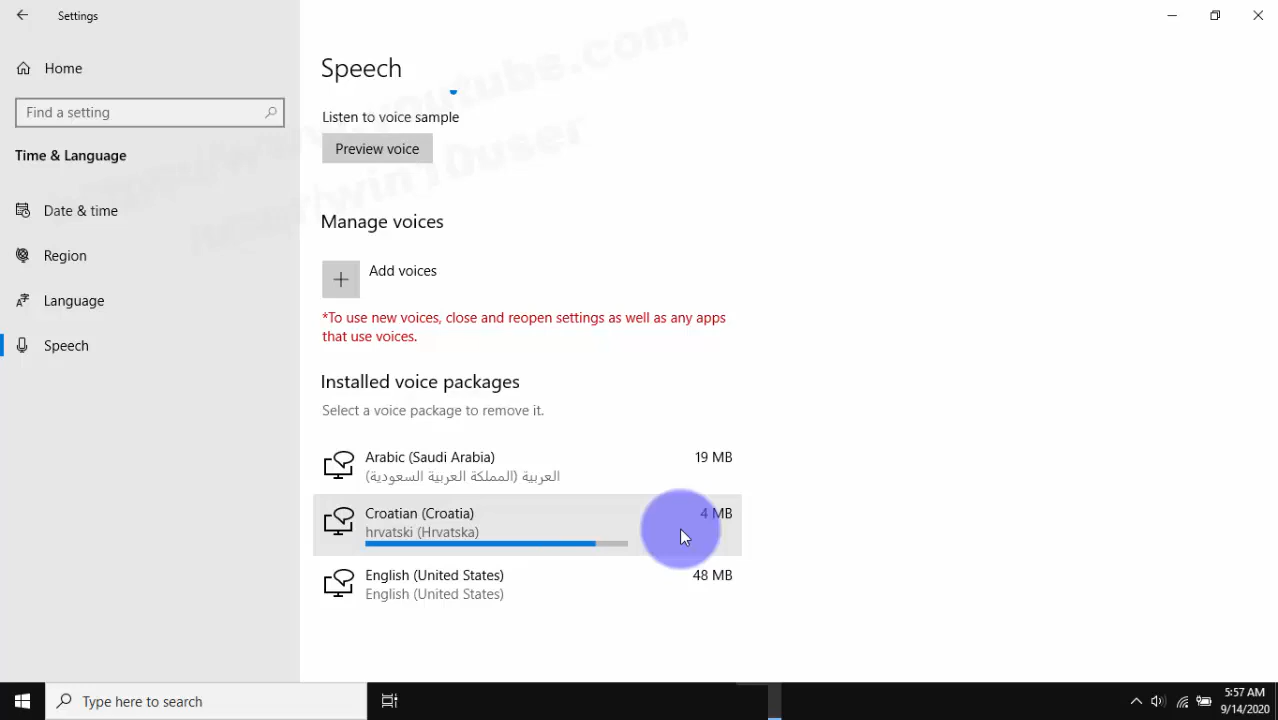 Settings
Home
Find a setting
Time & Language
Date & time
Region
Language
Speech
Speech
Listen to voice sample
Preview voice
Manage voices
Add voices
*To use new voices, close and reopen settings as well as any apps
that use voices.
Installed voice packages
Select a voice package to remove it.
Arabic (Saudi Arabia) 19 MB
العربية (المملكة العربية السعودية)
Croatian (Croatia) 4 MB
hrvatski (Hrvatska)
English (United States) 48 MB
English (United States)
Type here to search
5:57 AM
9/14/2020